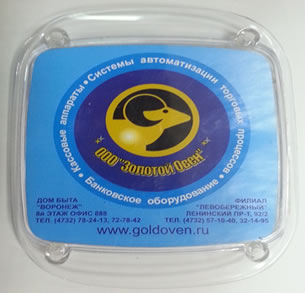 • Кассовые аппараты • Системы автоматизации торговых процессов •
Банковское оборудование
ООО "Золотой Овен"
ДОМ БЫТА
"ВОРОНЕЖ"
8й ЭТАЖ ОФИС 888
ТЕЛ. (4732) 79-24-13, 72-78-42
ФИЛИАЛ
"ЛЕВОБЕРЕЖНЫЙ"
ЛЕНИНСКИЙ ПР-Т, 92/2
ТЕЛ. (4732) 57-10-40, 32-14-95
www.goldoven.ru